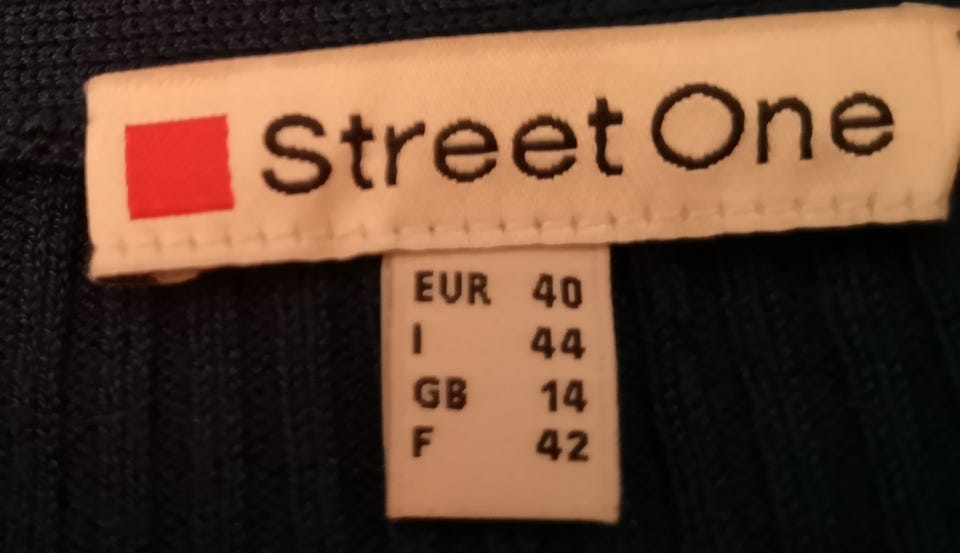 Street One
EUR 40
I 44
GB 14
F 42